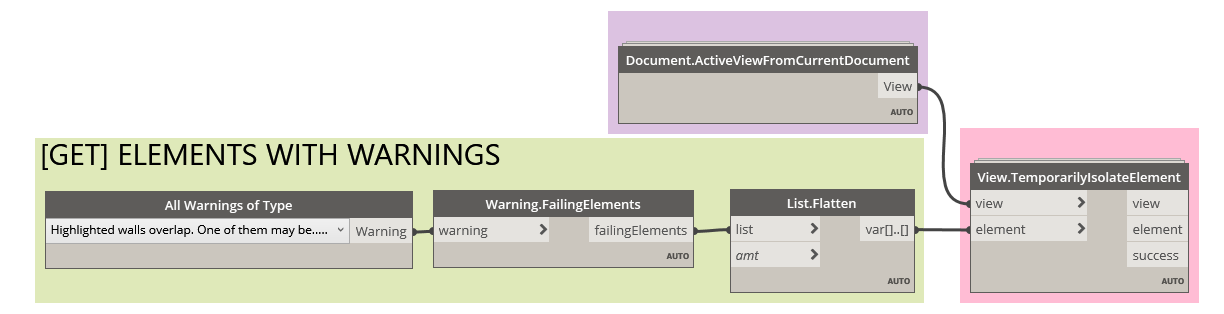 Document.ActiveViewFromCurrentDocument
View
AUTO
[GET] ELEMENTS WITH WARNINGS
All Warnings of Type
Highlighted walls overlap. One of them may be.....
Warning
Warning.FailingElements
warning
failingElements
AUTO
List.Flatten
list
var[]..[]
amt
AUTO
View.TemporarilyIsolateElement
view
view
element
element
success
AUTO